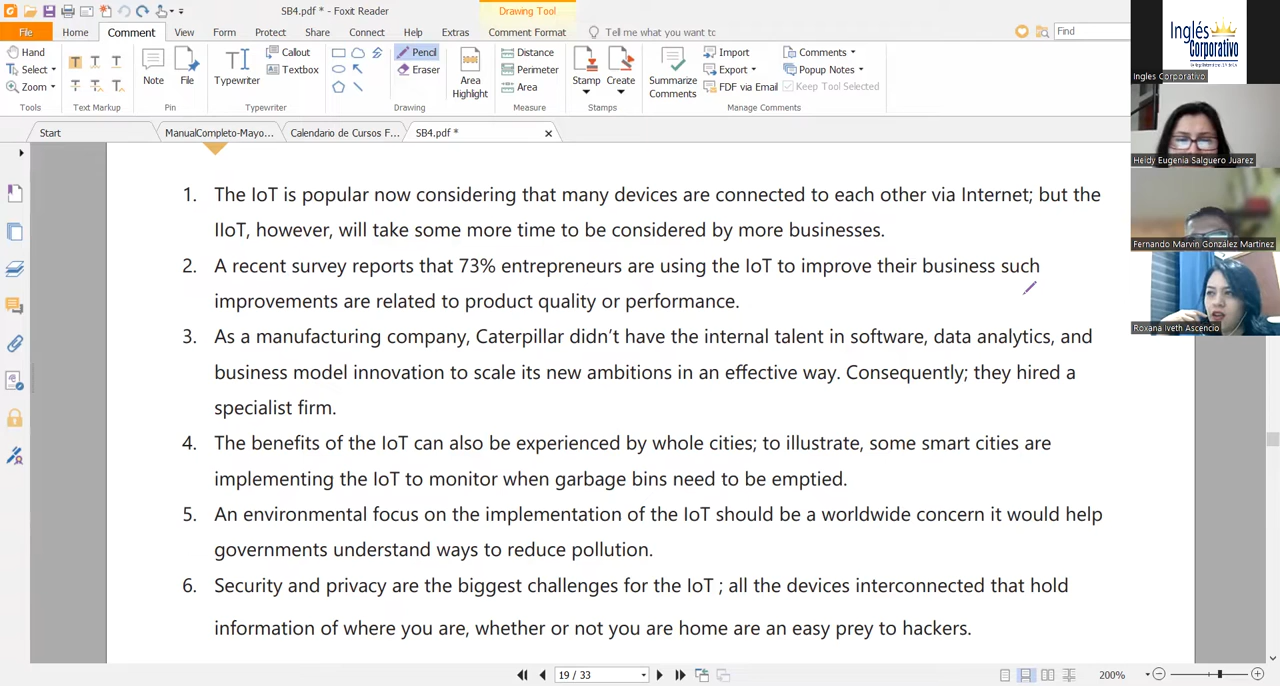 SB4.pdf * - Foxit Reader
Drawing Tool
File
Home
Comment
View
Form
Protect
Share
Connect
Help
Extras
Comment Format
Tell me what you want tc
Find
Hand
Select
Zoom
Tools
Text Markup
Note
File
Pin
Typewriter
Callout
Textbox
Typewriter
Pencil
Eraser
Drawing
Area
Highlight
Distance
Perimeter
Area
Measure
Stamp
Create
Stamps
Summarize
Comments
Import
Export
FDF via Email
Comments
Popup Notes
Keep Tool Selected
Manage Comments
Inglés
Corporativo
Ingles Corporativo
Heidy Eugenia Salguero Juarez
Fernando Marvin González Martínez
Roxana Iveth Ascencio
Start
ManualCompleto-Mayo...
Calendario de Cursos F...
SB4.pdf *
1. The IoT is popular now considering that many devices are connected to each other via Internet; but the
IIoT, however, will take some more time to be considered by more businesses.
2. A recent survey reports that 73% entrepreneurs are using the IoT to improve their business such
improvements are related to product quality or performance.
3. As a manufacturing company, Caterpillar didn't have the internal talent in software, data analytics, and
business model innovation to scale its new ambitions in an effective way. Consequently; they hired a
specialist firm.
4. The benefits of the IoT can also be experienced by whole cities; to illustrate, some smart cities are
implementing the IoT to monitor when garbage bins need to be emptied.
5. An environmental focus on the implementation of the IoT should be a worldwide concern it would help
governments understand ways to reduce pollution.
6. Security and privacy are the biggest challenges for the IoT ; all the devices interconnected that hold
information of where you are, whether or not you are home are an easy prey to hackers.
19 / 33
200%